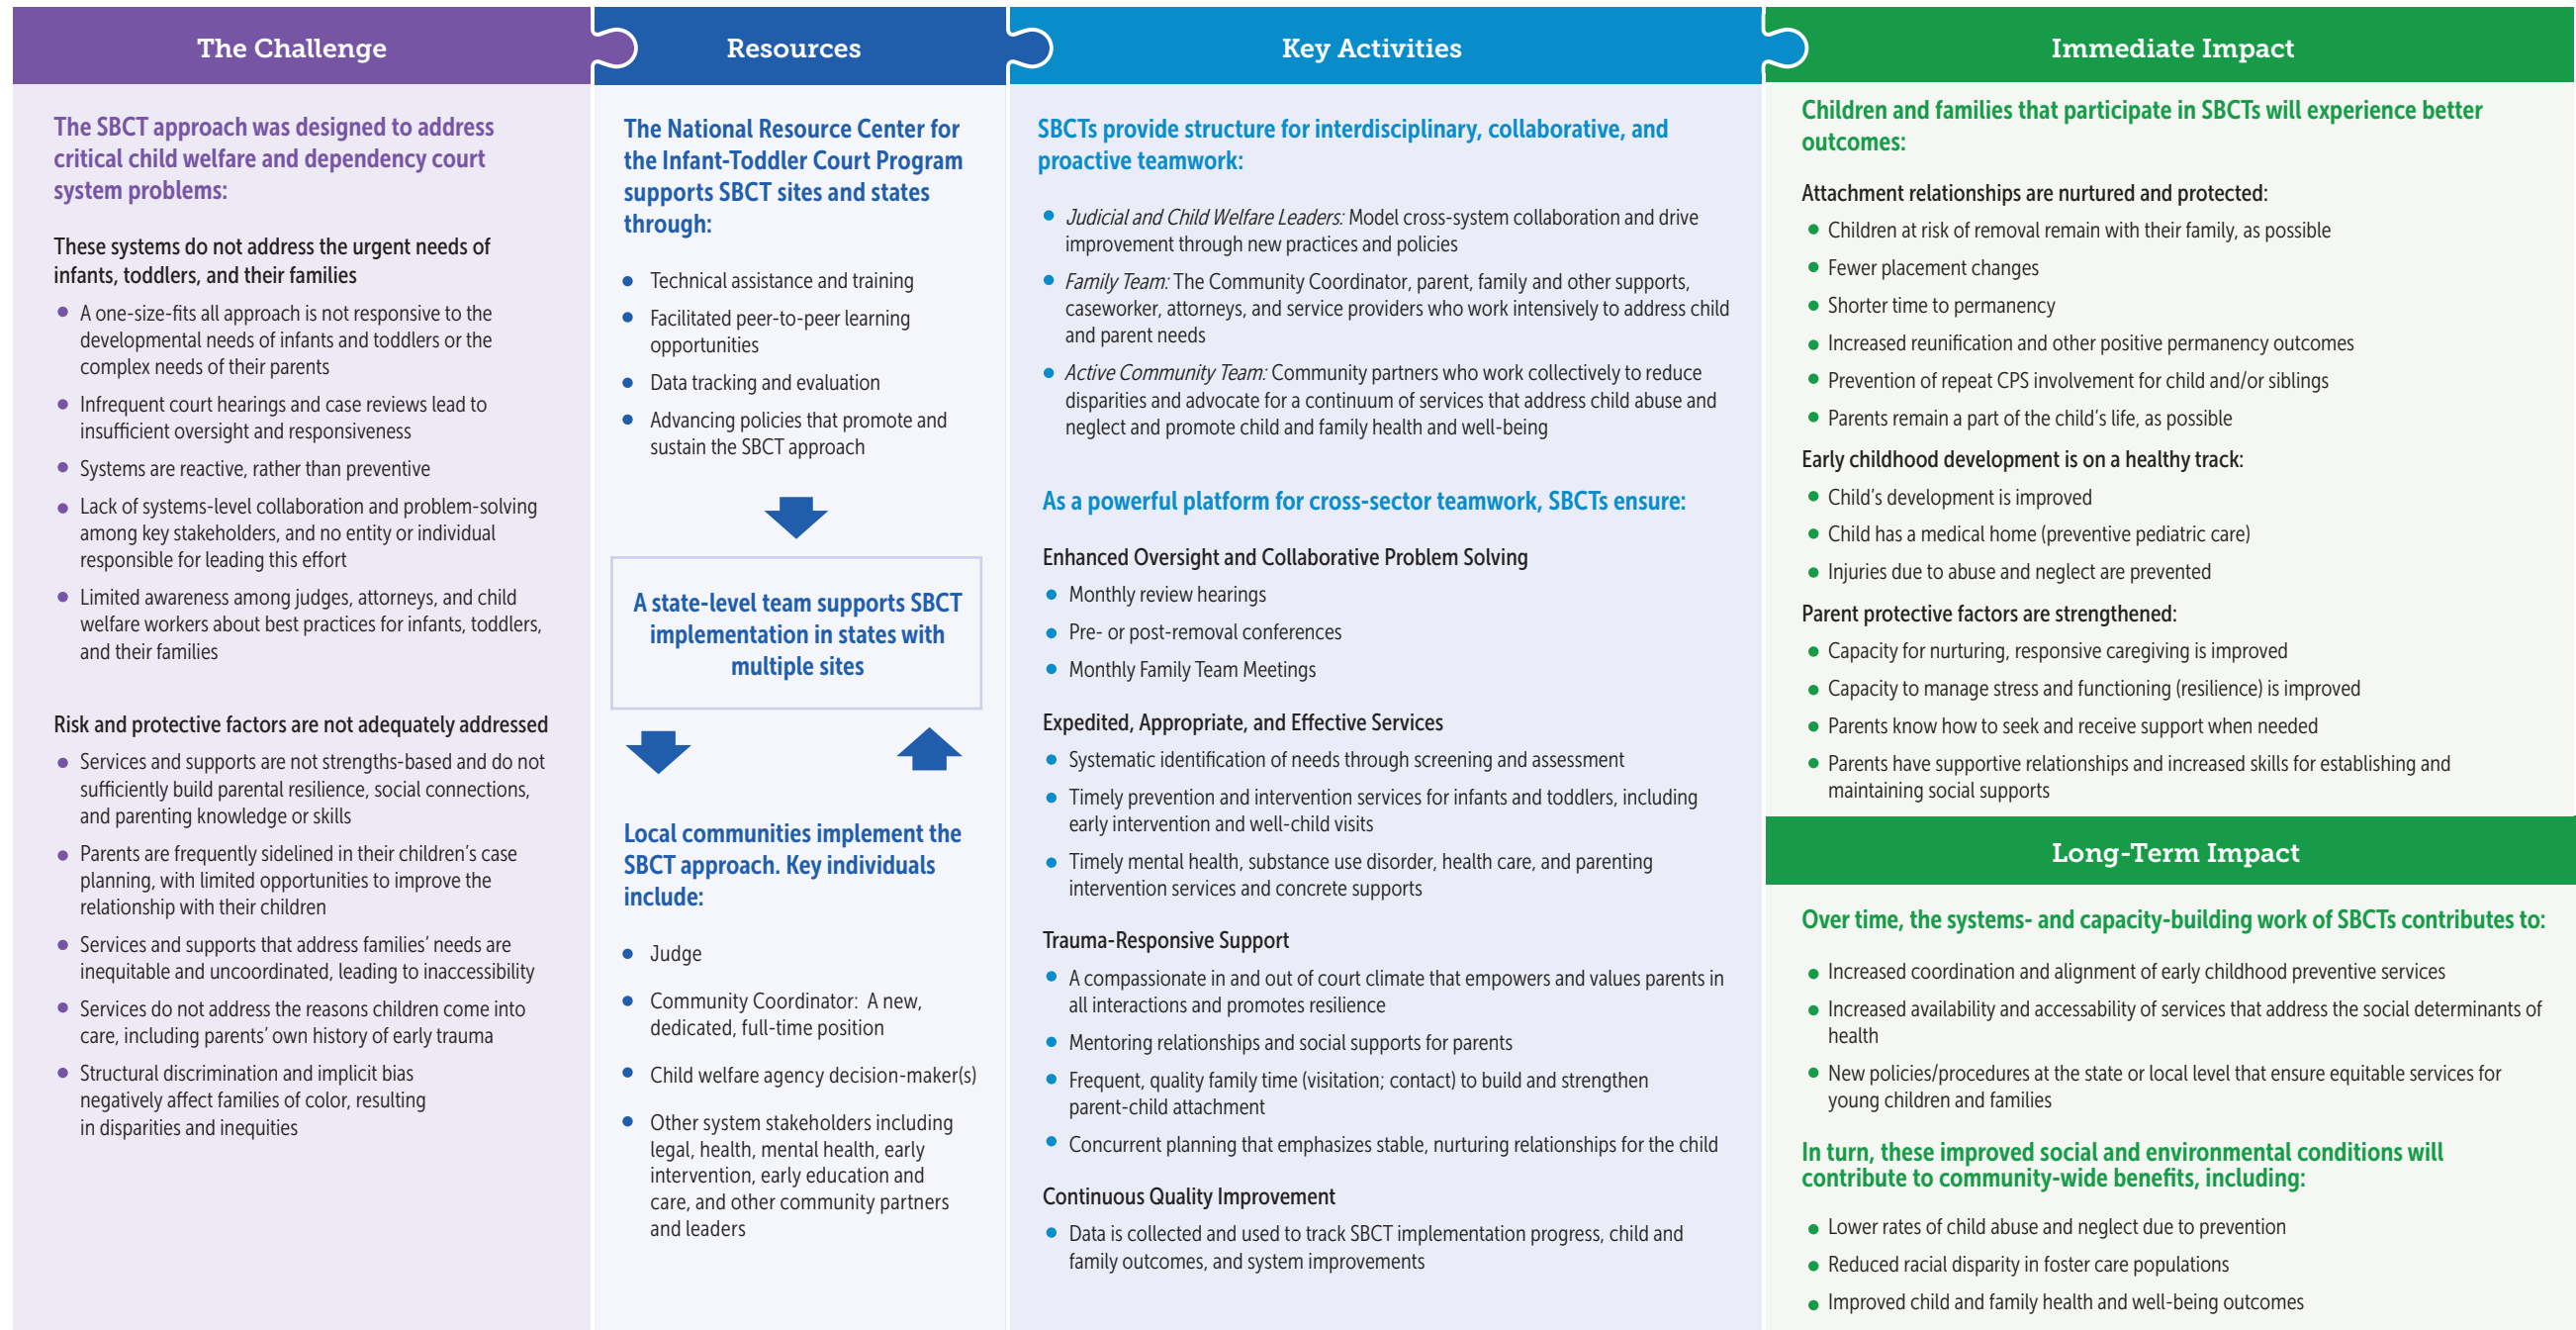 The Challenge
The SBCT approach was designed to address
critical child welfare and dependency court
system problems:
These systems do not address the urgent needs of
infants, toddlers, and their families
A one-size-fits all approach is not responsive to the
developmental needs of infants and toddlers or the
complex needs of their parents
Infrequent court hearings and case reviews lead to
insufficient oversight and responsiveness
Systems are reactive, rather than preventive
Lack of systems-level collaboration and problem-solving
among key stakeholders, and no entity or individual
responsible for leading this effort
Limited awareness among judges, attorneys, and child
welfare workers about best practices for infants, toddlers,
and their families
Risk and protective factors are not adequately addressed
Services and supports are not strengths-based and do not
sufficiently build parental resilience, social connections,
and parenting knowledge or skills
Parents are frequently sidelined in their children's case
planning, with limited opportunities to improve the
relationship with their children
Services and supports that address families' needs are
inequitable and uncoordinated, leading to inaccessibility
Services do not address the reasons children come into
care, including parents' own history of early trauma
Structural discrimination and implicit bias
negatively affect families of color, resulting
in disparities and inequities
Resources
The National Resource Center for
the Infant-Toddler Court Program
supports SBCT sites and states
through:
Technical assistance and training
Facilitated peer-to-peer learning
opportunities
Data tracking and evaluation
Advancing policies that promote and
sustain the SBCT approach
A state-level team supports SBCT
implementation in states with
multiple sites
Local communities implement the
SBCT approach. Key individuals
include:
Judge
Community Coordinator: A new,
dedicated, full-time position
Child welfare agency decision-maker(s)
Other system stakeholders including
legal, health, mental health, early
intervention, early education and
care, and other community partners
and leaders
Key Activities
SBCTs provide structure for interdisciplinary, collaborative, and
proactive teamwork:
Judicial and Child Welfare Leaders: Model cross-system collaboration and drive
improvement through new practices and policies
Family Team: The Community Coordinator, parent, family and other supports,
caseworker, attorneys, and service providers who work intensively to address child
and parent needs
Active Community Team: Community partners who work collectively to reduce
disparities and advocate for a continuum of services that address child abuse and
neglect and promote child and family health and well-being
As a powerful platform for cross-sector teamwork, SBCTs ensure:
Enhanced Oversight and Collaborative Problem Solving
Monthly review hearings
Pre- or post-removal conferences
Monthly Family Team Meetings
Expedited, Appropriate, and Effective Services
Systematic identification of needs through screening and assessment
Timely prevention and intervention services for infants and toddlers, including
early intervention and well-child visits
Timely mental health, substance use disorder, health care, and parenting
intervention services and concrete supports
Trauma-Responsive Support
A compassionate in and out of court climate that empowers and values parents in
all interactions and promotes resilience
Mentoring relationships and social supports for parents
Frequent, quality family time (visitation; contact) to build and strengthen
parent-child attachment
Concurrent planning that emphasizes stable, nurturing relationships for the child
Continuous Quality Improvement
Data is collected and used to track SBCT implementation progress, child and
family outcomes, and system improvements
Immediate Impact
Children and families that participate in SBCTs will experience better
outcomes:
Attachment relationships are nurtured and protected:
Children at risk of removal remain with their family, as possible
Fewer placement changes
Shorter time to permanency
Increased reunification and other positive permanency outcomes
Prevention of repeat CPS involvement for child and/or siblings
Parents remain a part of the child's life, as possible
Early childhood development is on a healthy track:
Child's development is improved
Child has a medical home (preventive pediatric care)
Injuries due to abuse and neglect are prevented
Parent protective factors are strengthened:
Capacity for nurturing, responsive caregiving is improved
Capacity to manage stress and functioning (resilience) is improved
Parents know how to seek and receive support when needed
Parents have supportive relationships and increased skills for establishing and
maintaining social supports
Long-Term Impact
Over time, the systems- and capacity-building work of SBCTs contributes to:
Increased coordination and alignment of early childhood preventive services
Increased availability and accessability of services that address the social determinants of
health
New policies/procedures at the state or local level that ensure equitable services for
young children and families
In turn, these improved social and environmental conditions will
contribute to community-wide benefits, including:
Lower rates of child abuse and neglect due to prevention
Reduced racial disparity in foster care populations
Improved child and family health and well-being outcomes